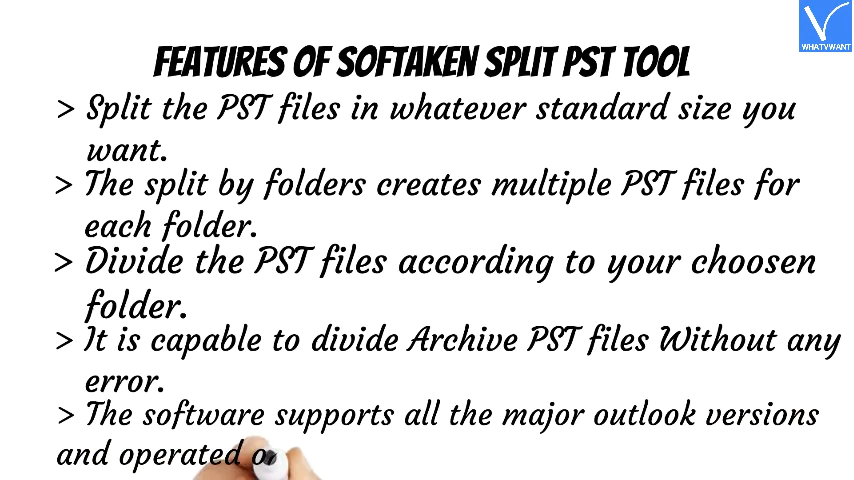 WHATVWANT
FEATURES OF SOFTAKEN SPLIT PST TOOL
> Split the PST files in whatever standard size you
want.
> The split by folders creates multiple PST files for
each folder.
> Divide the PST files according to your choosen
folder.
> It is capable to divide Archive PST files Without any
error.
> The software supports all the major outlook versions
and operated